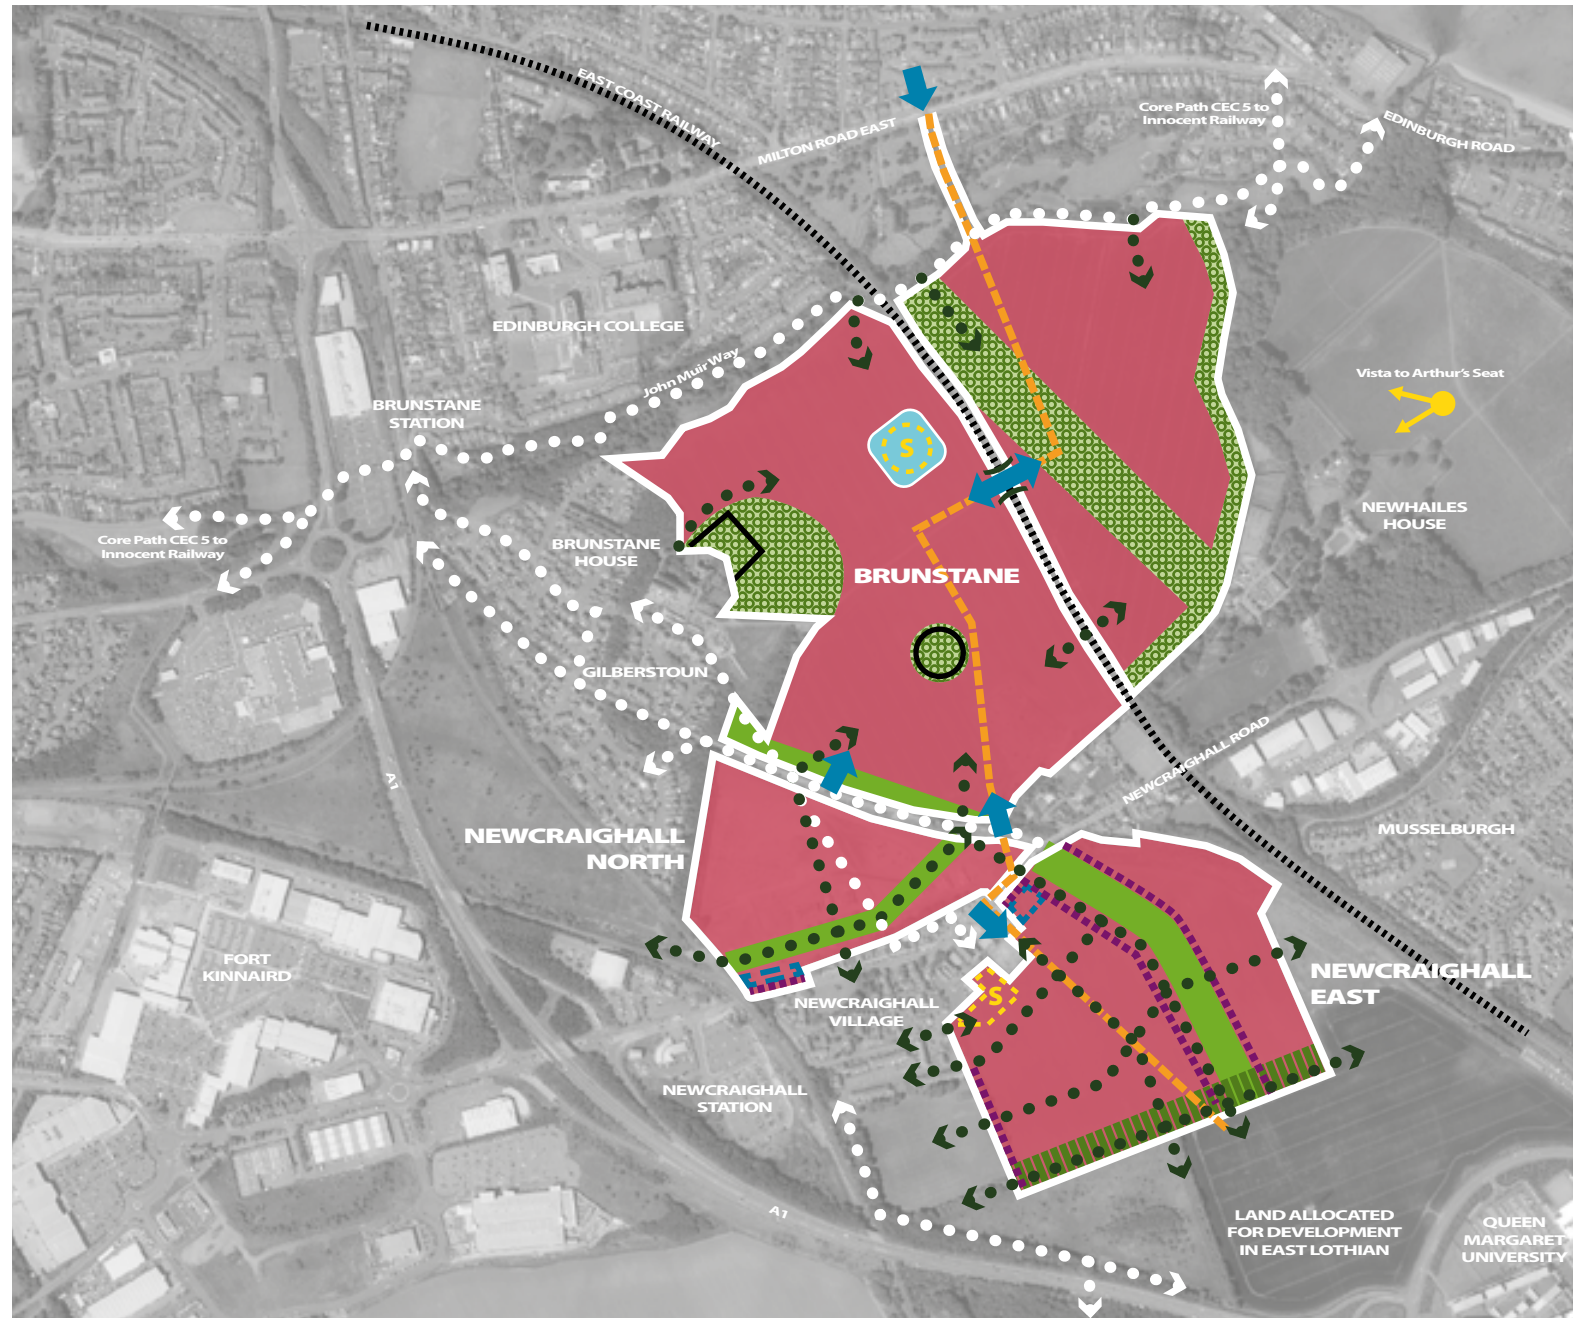 EAST COAST RAILWAY
MILTON ROAD EAST
Core Path CEC 5 to
Innocent Railway
EDINBURGH ROAD
EDINBURGH COLLEGE
John Muir Way
Vista to Arthur's Seat
BRUNSTANE
STATION
S
NEWHAILES
HOUSE
Core Path CEC 5 to
Innocent Railway
BRUNSTANE
HOUSE
BRUNSTANE
GILBERSTOUN
NEWCRAIGHALL ROAD
A1
NEWCRAIGHALL
NORTH
MUSSELBURGH
FORT
KINNAIRD
NEWCRAIGHALL
EAST
S
NEWCRAIGHALL
VILLAGE
NEWCRAIGHALL
STATION
A1
LAND ALLOCATED
FOR DEVELOPMENT
IN EAST LOTHIAN
QUEEN
MARGARET
UNIVERSITY